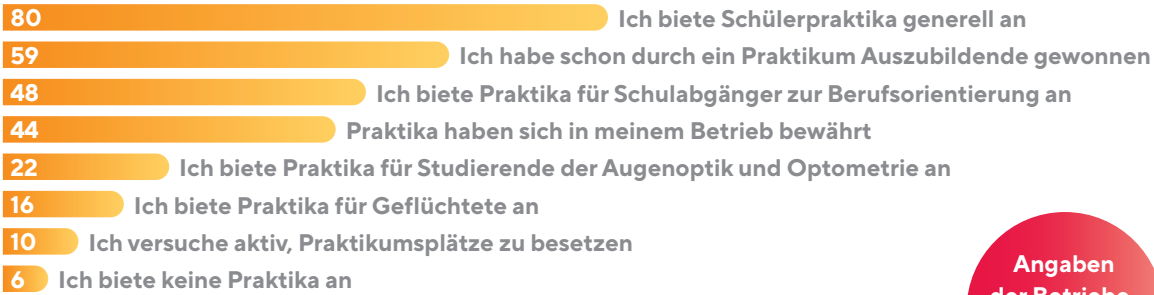 80 Ich biete Schülerpraktika generell an
59 Ich habe schon durch ein Praktikum Auszubildende gewonnen
48 Ich biete Praktika für Schulabgänger zur Berufsorientierung an
44 Praktika haben sich in meinem Betrieb bewährt
22 Ich biete Praktika für Studierende der Augenoptik und Optometrie an
16 Ich biete Praktika für Geflüchtete an
10 Ich versuche aktiv, Praktikumsplätze zu besetzen
6 Ich biete keine Praktika an
Angaben
der Betriebe